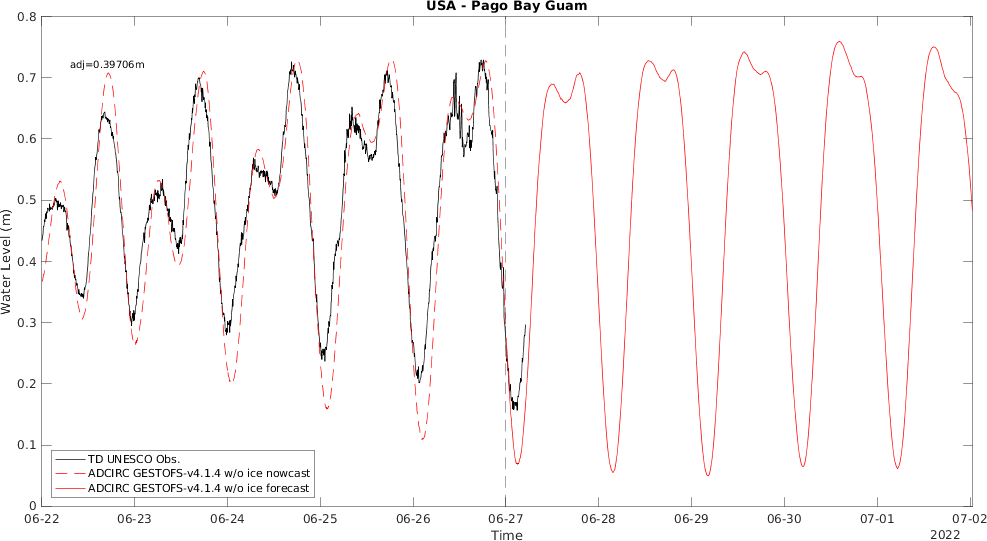 USA - Pago Bay Guam
adj=0.39706m
0.8
0.7
0.6
0.5
0.4
0.3
0.2
0.1
0
Water Level (m)
TD UNESCO Obs.
ADCIRC GESTOFS-v4.1.4 w/o ice nowcast
ADCIRC GESTOFS-v4.1.4 w/o ice forecast
06-22 06-23 06-24 06-25 06-26 06-27 06-28 06-29 06-30 07-01 07-02
Time
2022